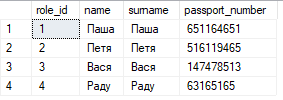 role_id name surname passport_number
1 1 Паша Паша 651164651
2 2 Петя Петя 516119465
3 3 Вася Вася 147478513
4 4 Раду Раду 63165165